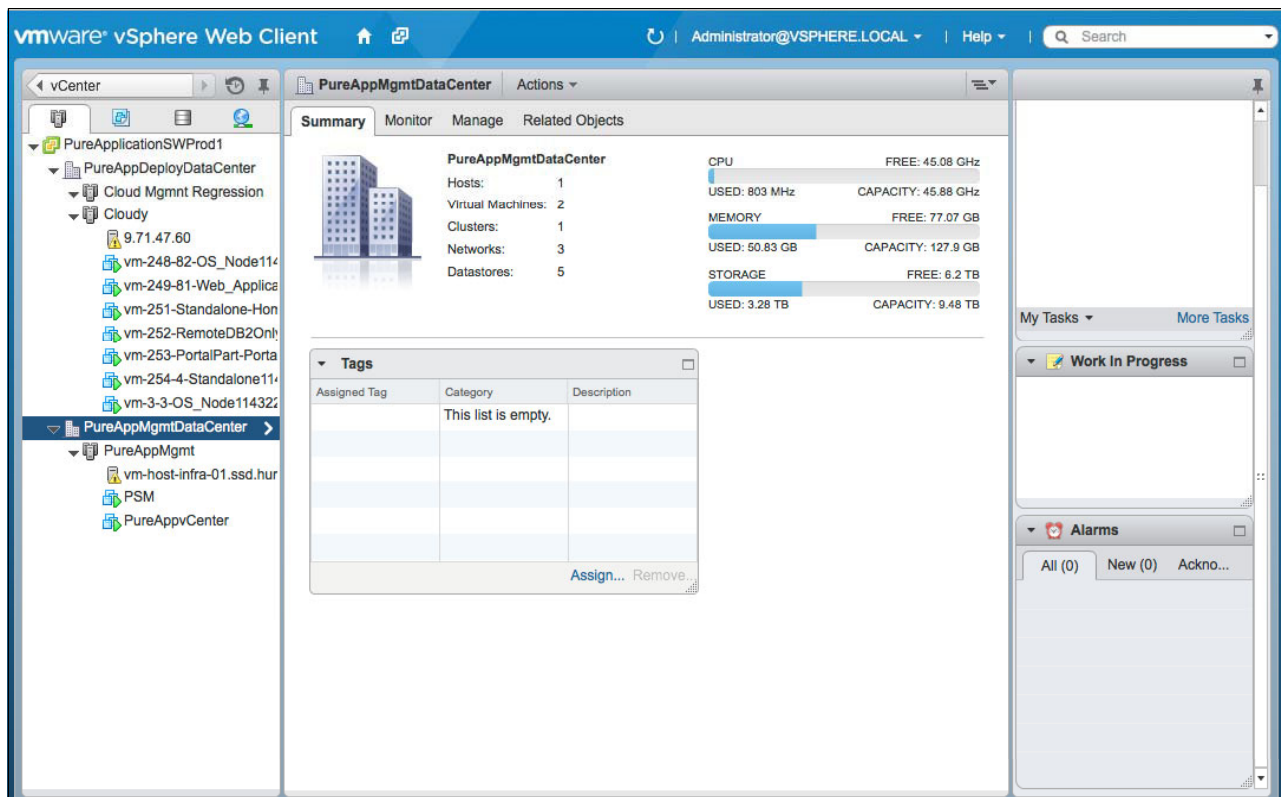 vmware® vSphere Web Client
Administrator@VSPHERE.LOCAL
Help
Search
vCenter
PureApplicationSWProd1
PureAppDeployDataCenter
Cloud Mgmnt Regression
Cloudy
9.71.47.60
vm-248-82-OS_Node114
vm-249-81-Web_Applica
vm-251-Standalone-Hon
vm-252-RemoteDB2Only
vm-253-PortalPart-Porta
vm-254-4-Standalone114
vm-3-3-OS_Node114322
PureAppMgmtDataCenter
PureAppMgmt
vm-host-infra-01.ssd.hur
PSM
PureAppvCenter
PureAppMgmtDataCenter Actions
Summary Monitor Manage Related Objects
PureAppMgmtDataCenter
Hosts: 1
Virtual Machines: 2
Clusters: 1
Networks: 3
Datastores: 5
CPU FREE: 45.08 GHz
USED: 803 MHz CAPACITY: 45.88 GHz
MEMORY FREE: 77.07 GB
USED: 50.83 GB CAPACITY: 127.9 GB
STORAGE FREE: 6.2 TB
USED: 3.28 TB CAPACITY: 9.48 TB
Tags
Assigned Tag Category Description
This list is empty.
Assign... Remove...
My Tasks More Tasks
Work In Progress
Alarms
All (0) New (0) Ackno...